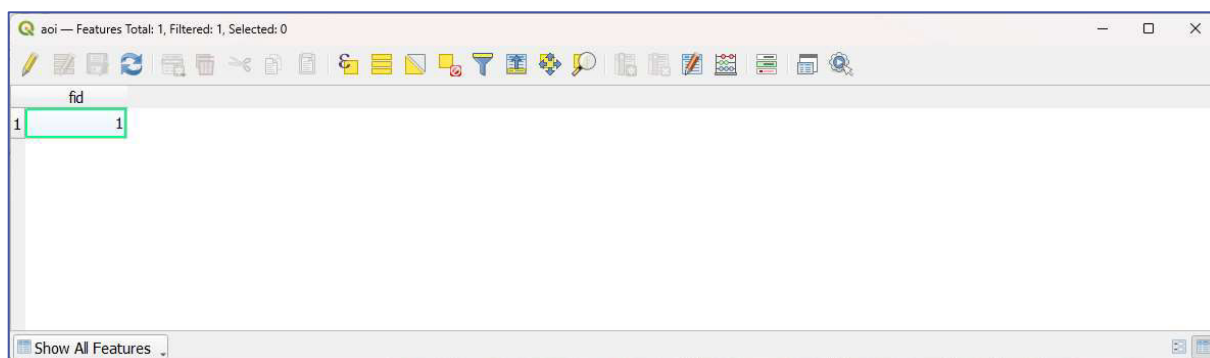 aoi — Features Total: 1, Filtered: 1, Selected: 0
fid
1 1
Show All Features